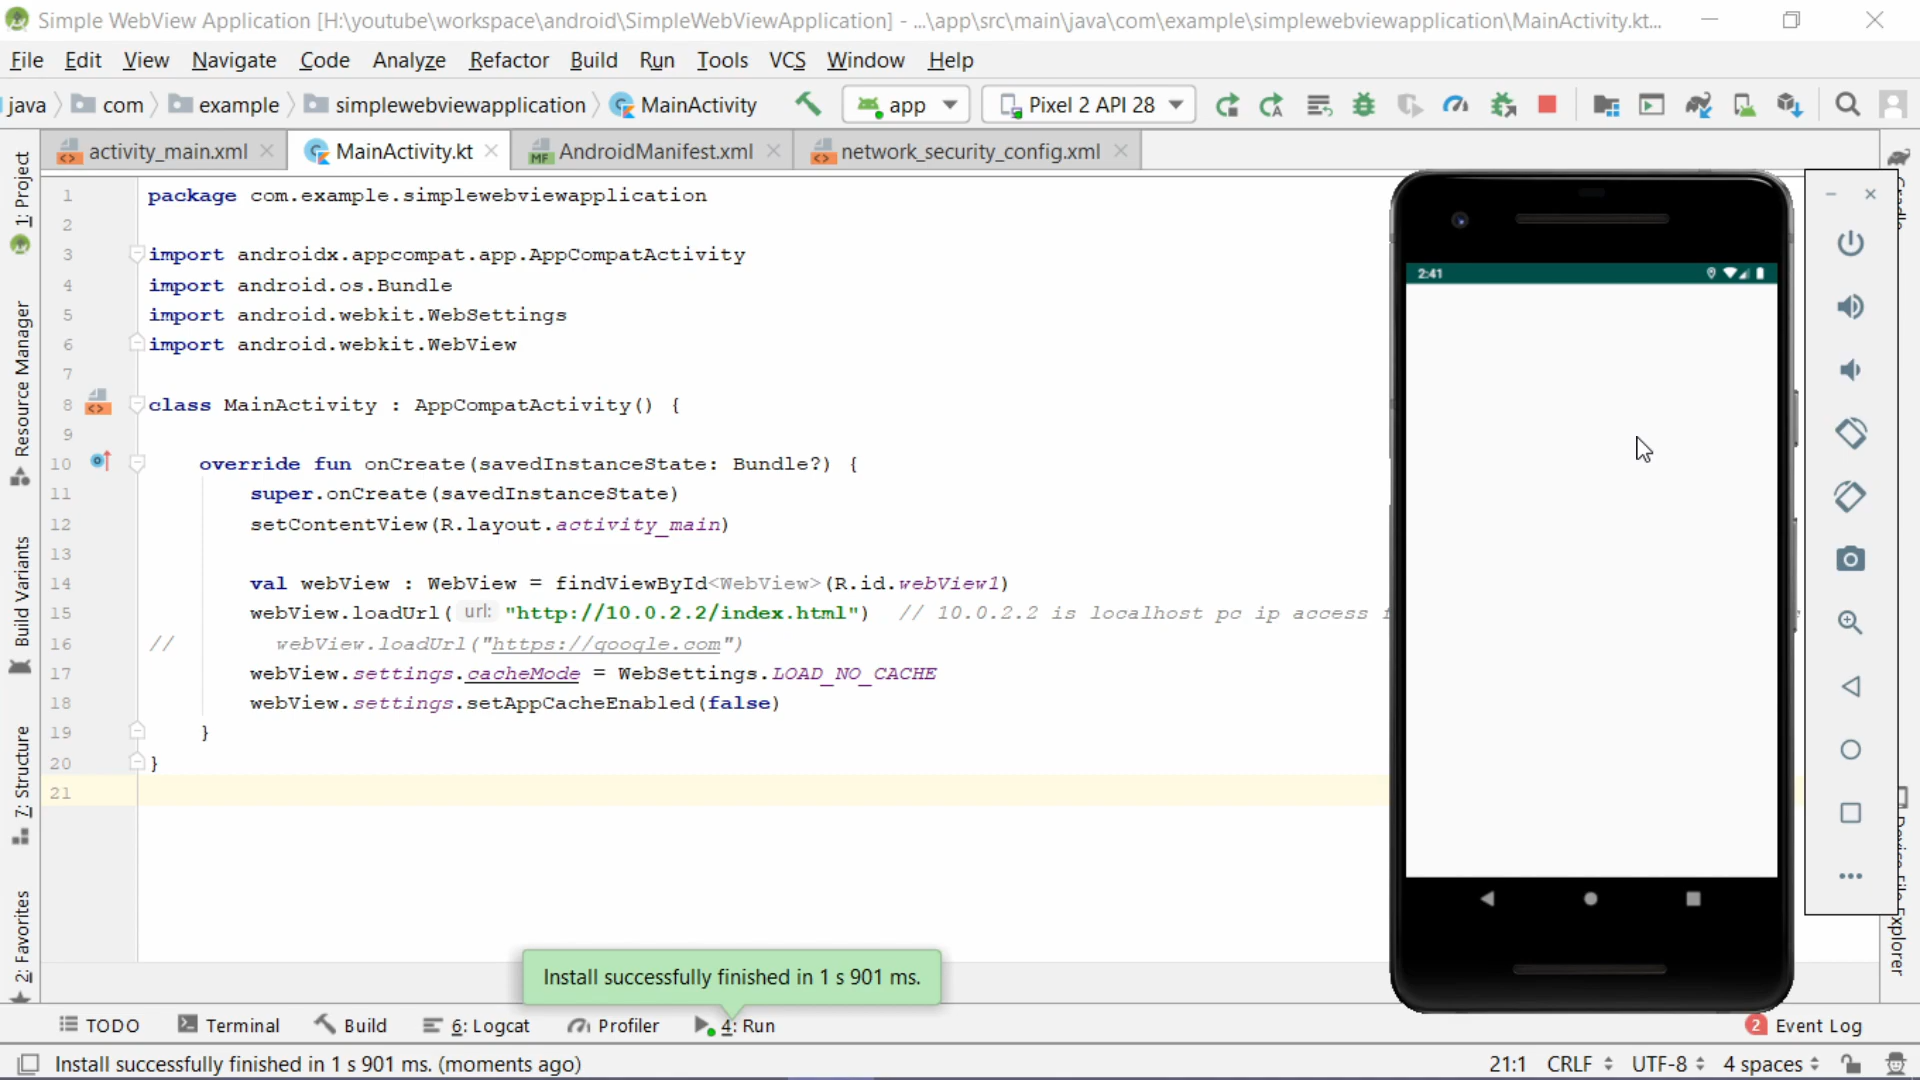 Simple WebView Application [H:\youtube\workspace\android\SimpleWebViewApplication] - ...\app\src\main\java\com\example\simplewebviewapplication\MainActivity.kt...
File Edit View Navigate Code Analyze Refactor Build Run Tools VCS Window Help
java com example simplewebviewapplication MainActivity app Pixel 2 API 28
activity_main.xml MainActivity.kt AndroidManifest.xml network_security_config.xml
1: Project
Resource Manager
Build Variants
7: Structure
2: Favorites
1 package com.example.simplewebviewapplication
2
3 import androidx.appcompat.app.AppCompatActivity
4 import android.os.Bundle
5 import android.webkit.WebSettings
6 import android.webkit.WebView
7
8 class MainActivity : AppCompatActivity() {
9
10 override fun onCreate(savedInstanceState: Bundle?) {
11 super.onCreate(savedInstanceState)
12 setContentView(R.layout.activity_main)
13
14 val webView : WebView = findViewById<WebView>(R.id.webView1)
15 webView.loadUrl( url: "http://10.0.2.2/index.html") // 10.0.2.2 is localhost pc ip access
16 // webView.loadUrl("https://google.com")
17 webView.settings.cacheMode = WebSettings.LOAD_NO_CACHE
18 webView.settings.setAppCacheEnabled(false)
19 }
20 }
21
2:41
Explorer
Install successfully finished in 1 s 901 ms.
TODO Terminal Build 6: Logcat Profiler 4: Run 2 Event Log
Install successfully finished in 1 s 901 ms. (moments ago) 21:1 CRLF UTF-8 4 spaces